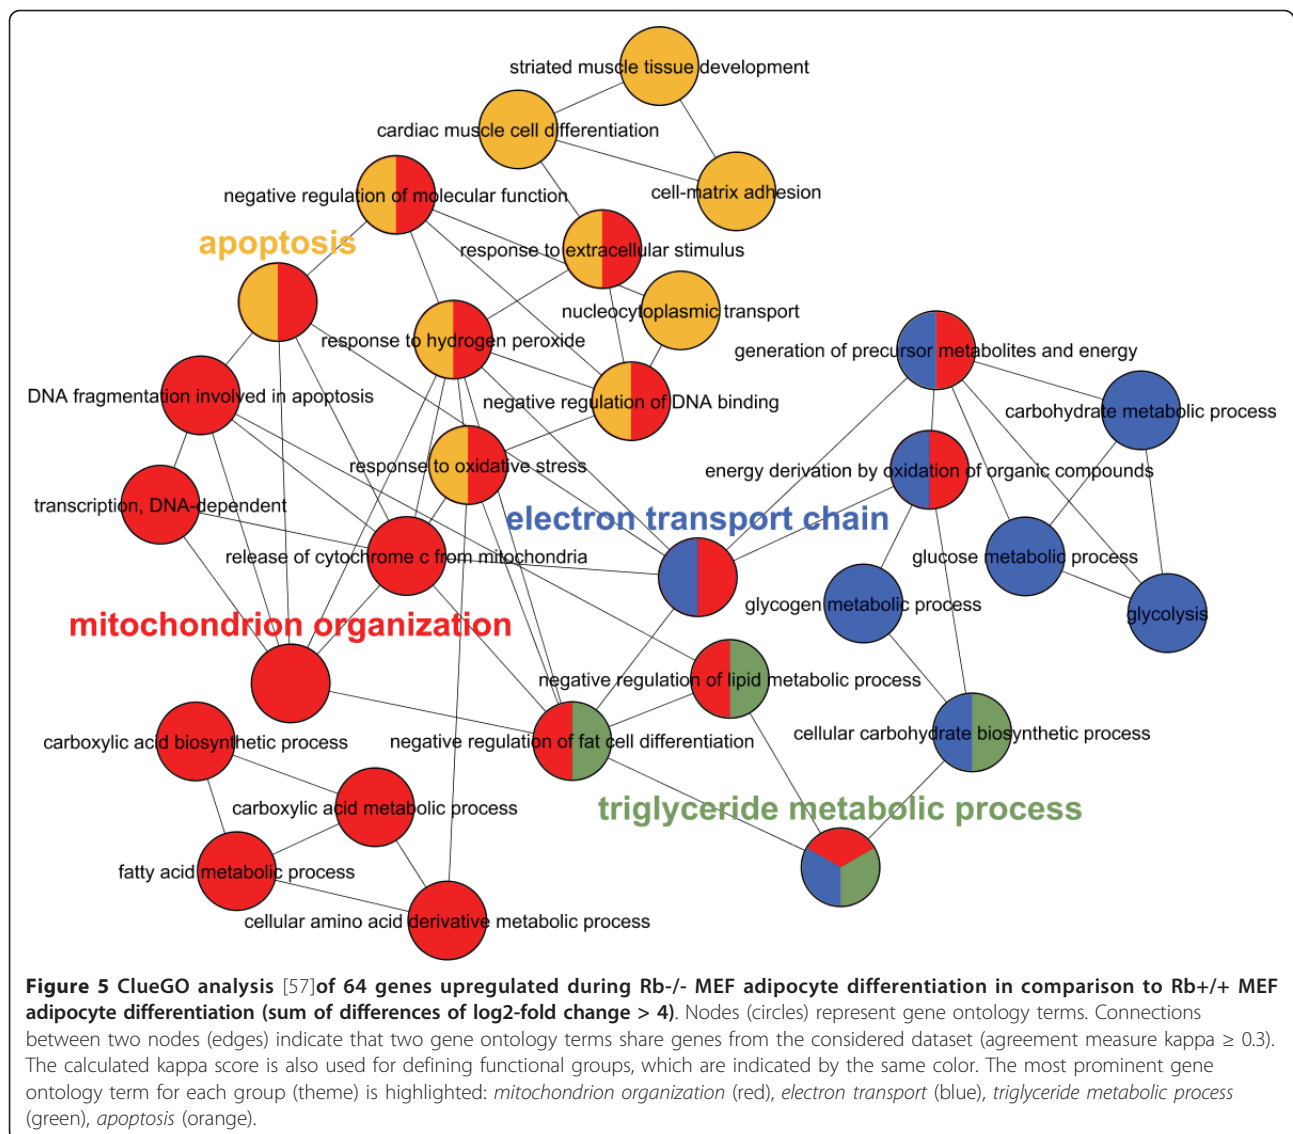 striated muscle tissue development
cardiac muscle cell differentiation
negative regulation of molecular function
cell-matrix adhesion
apoptosis
response to extracellular stimulus
nucleocytoplasmic transport
response to hydrogen peroxide
generation of precursor metabolites and energy
DNA fragmentation involved in apoptosis
negative regulation of DNA binding
carbohydrate metabolic process
response to oxidative stress
energy derivation by oxidation of organic compounds
transcription, DNA-dependent
electron transport chain
release of cytochrome c from mitochondria
glucose metabolic process
glycogen metabolic process
glycolysis
mitochondrion organization
negative regulation of lipid metabolic process
carboxylic acid biosynthetic process
negative regulation of fat cell differentiation
cellular carbohydrate biosynthetic process
carboxylic acid metabolic process
triglyceride metabolic process
fatty acid metabolic process
cellular amino acid derivative metabolic process
Figure 5 ClueGO analysis [57]of 64 genes upregulated during Rb-/- MEF adipocyte differentiation in comparison to Rb+/+ MEF
adipocyte differentiation (sum of differences of log2-fold change > 4). Nodes (circles) represent gene ontology terms. Connections
between two nodes (edges) indicate that two gene ontology terms share genes from the considered dataset (agreement measure kappa ≥ 0.3).
The calculated kappa score is also used for defining functional groups, which are indicated by the same color. The most prominent gene
ontology term for each group (theme) is highlighted: mitochondrion organization (red), electron transport (blue), triglyceride metabolic process
(green), apoptosis (orange).